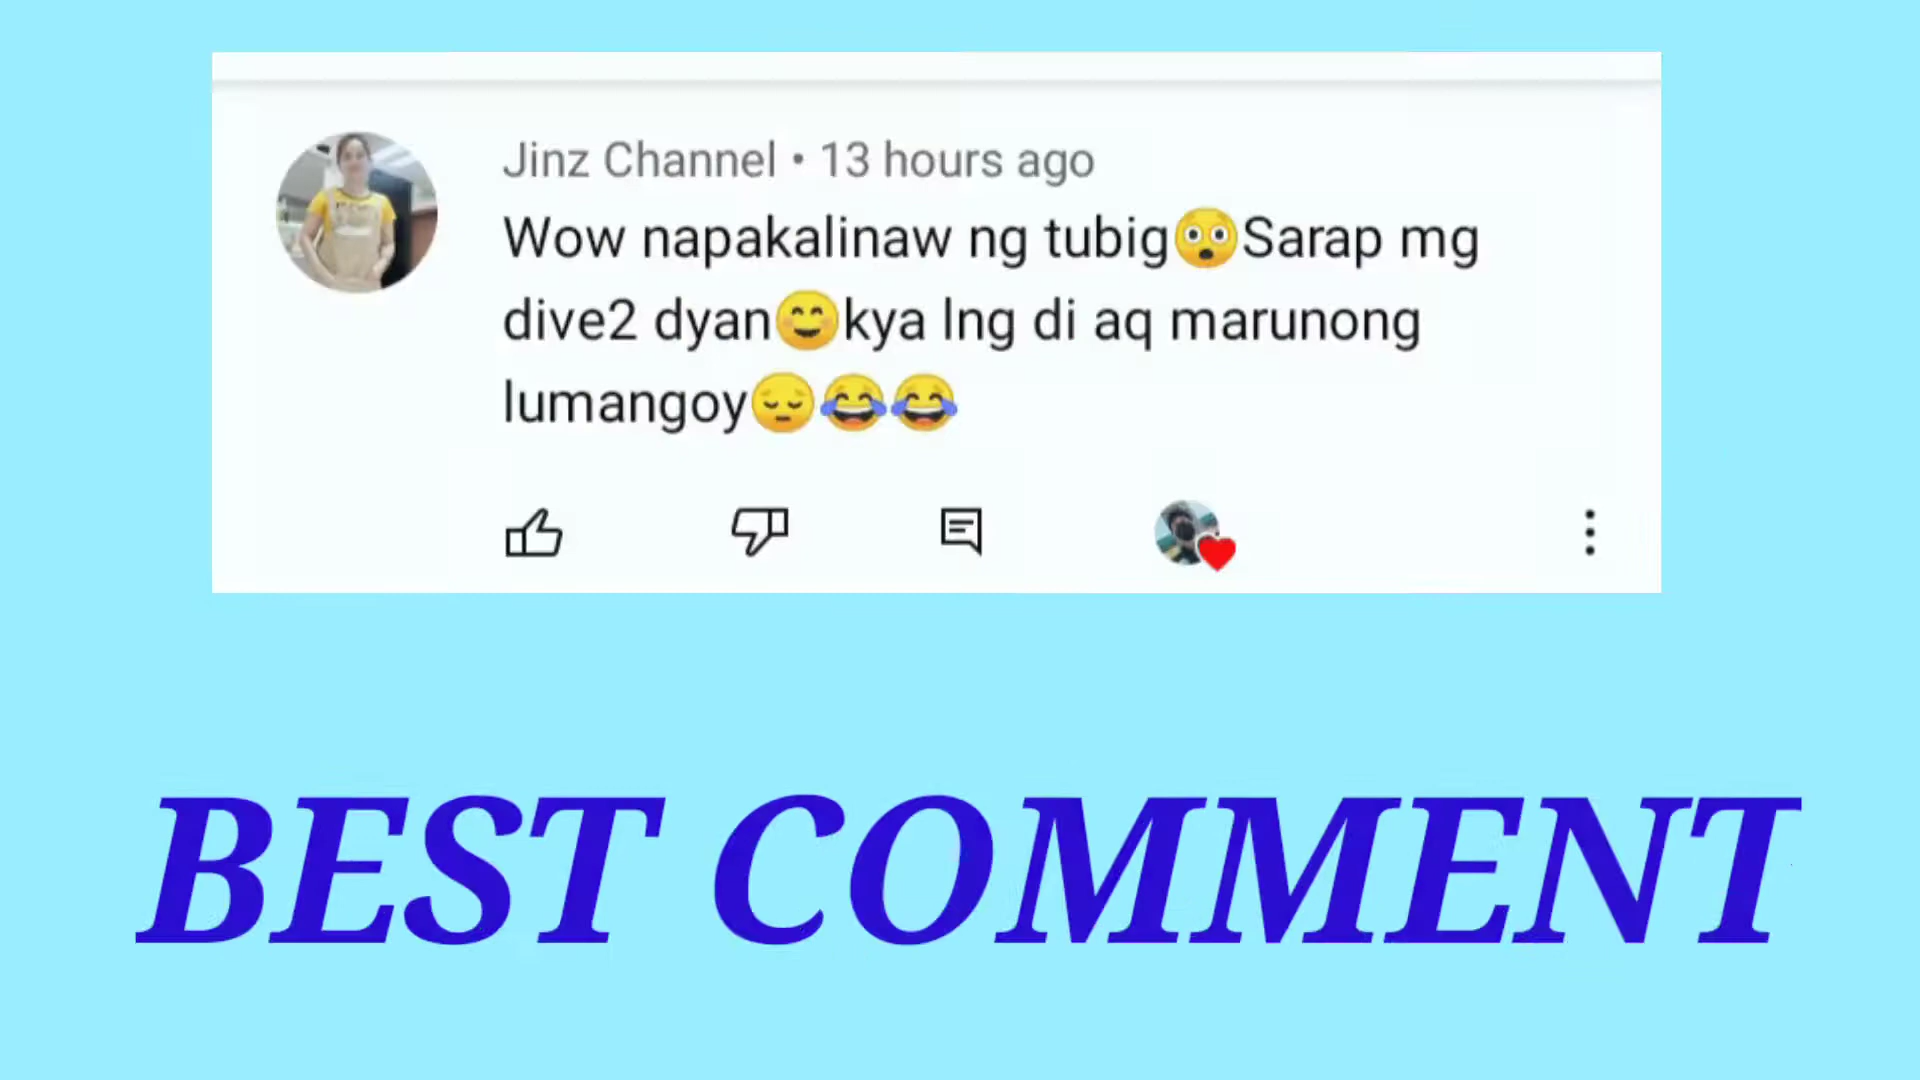 Jinz Channel • 13 hours ago
Wow napakalinaw ng tubig😲Sarap mg
dive2 dyan😊kya lng di aq marunong
lumangoy😔😂😂
BEST COMMENT